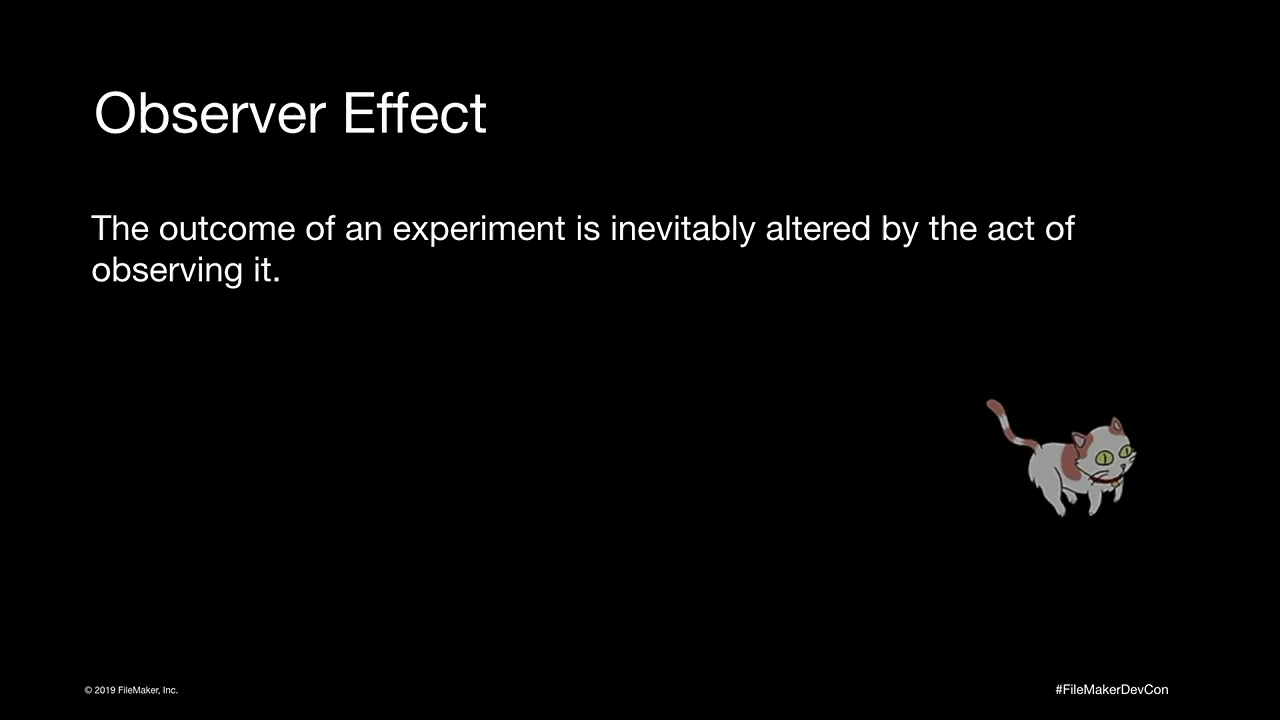 Observer Effect
The outcome of an experiment is inevitably altered by the act of
observing it.
© 2019 FileMaker, Inc.
#FileMakerDevCon